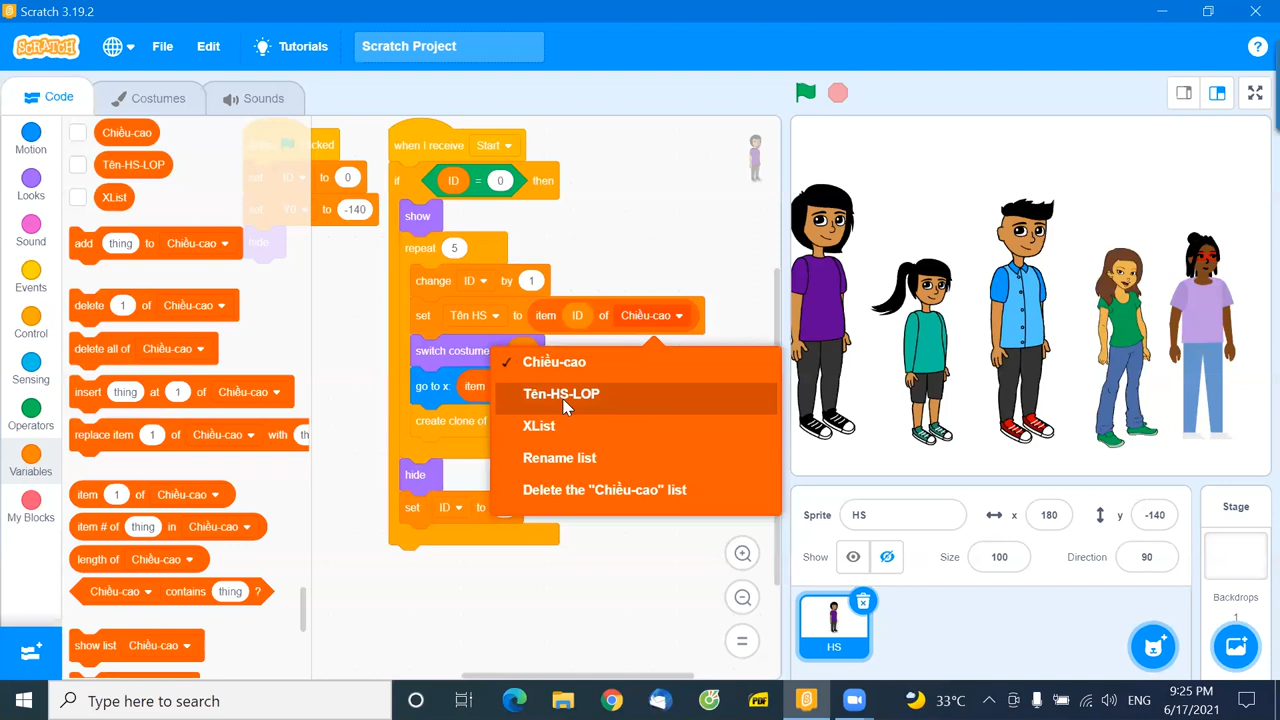 Scratch 3.19.2
SCRATCH
File
Edit
Tutorials
Scratch Project
?
Code
Costumes
Sounds
Motion
Looks
Sound
Events
Control
Sensing
Operators
Variables
My Blocks
Chiều-cao
Tên-HS-LOP
XList
add thing to Chiều-cao
delete 1 of Chiều-cao
delete all of Chiều-cao
insert thing at 1 of Chiều-cao
replace item 1 of Chiều-cao with th
item 1 of Chiều-cao
item # of thing in Chiều-cao
length of Chiều-cao
Chiều-cao contains thing ?
show list Chiều-cao
set ID to 0
to -140
hide
when I receive Start
if ID = 0 then
show
repeat 5
change ID by 1
set Tên HS to item ID of Chiều-cao
switch costume
go to x: item
create clone of
hide
set ID to
Chiều-cao
Tên-HS-LOP
XList
Rename list
Delete the "Chiều-cao" list
Sprite HS x 180 y -140
Show Size 100 Direction 90
HS
Stage
Backdrops
1
Type here to search
PDF
33°C
ENG
9:25 PM
6/17/2021